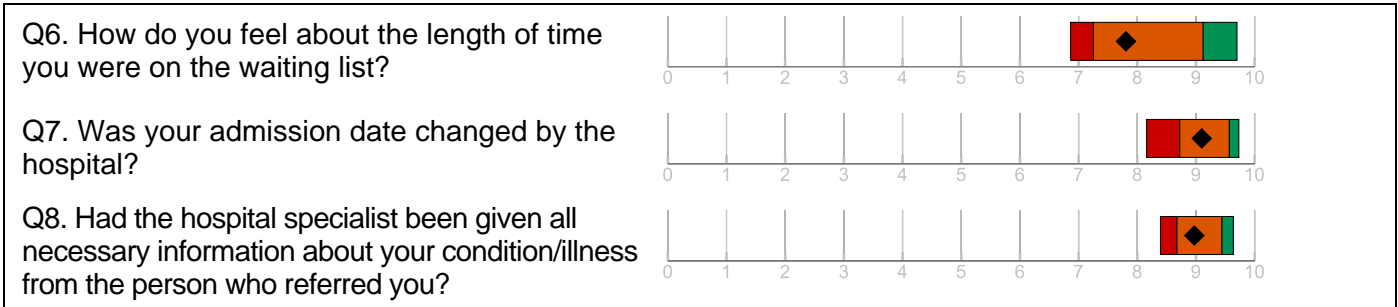 Q6. How do you feel about the length of time
you were on the waiting list?
0 1 2 3 4 5 6 7 8 9 10
Q7. Was your admission date changed by the
hospital?
0 1 2 3 4 5 6 7 8 9 10
Q8. Had the hospital specialist been given all
necessary information about your condition/illness
from the person who referred you?
0 1 2 3 4 5 6 7 8 9 10